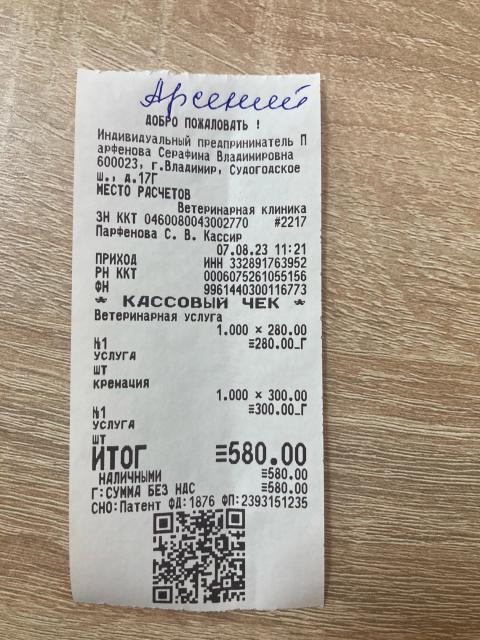 Арсений
ДОБРО ПОЖАЛОВАТЬ !
Индивидуальный предприниматель П
арфенова Серафима Владимировна
600023, г.Владимир, Судогодское
ш., д.17Г
МЕСТО РАСЧЕТОВ
Ветеринарная клиника
ЗН ККТ 0460080043002770 #2217
Парфенова С. В. Кассир
07.08.23 11:21
ПРИХОД ИНН 332891763952
РН ККТ 0006075261055156
ФН 9961440300116773
* КАССОВЫЙ ЧЕК *
Ветеринарная услуга
1.000 × 280.00
№1 ≡280.00_Г
УСЛУГА
шт
кремация
1.000 × 300.00
№1 ≡300.00_Г
УСЛУГА
шт
ИТОГ ≡580.00
НАЛИЧНЫМИ ≡580.00
Г:СУММА БЕЗ НДС ≡580.00
СНО:Патент ФД:1876 ФП:2393151235